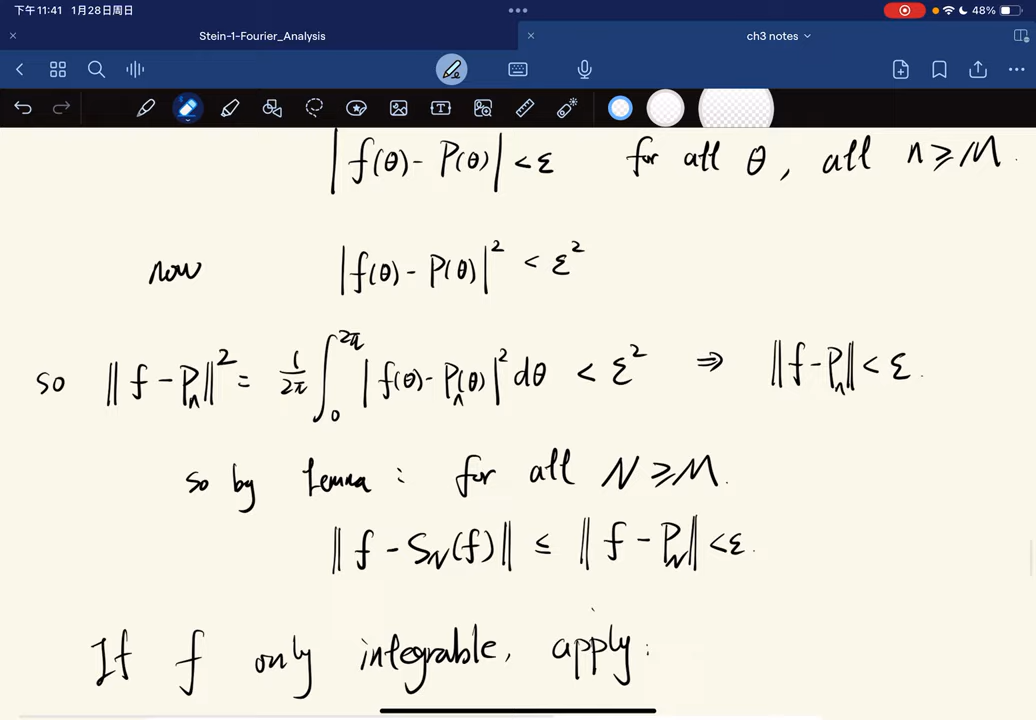 下午11:41 1月28日周日
48%
Stein-1-Fourier_Analysis
ch3 notes
|f(θ) - P(θ)| < ε for all θ, all n ≥ M.
now |f(θ) - P(θ)|² < ε²
so ‖f - Pₙ‖² = 1/2π ∫₀^2π |f(θ) - Pₙ(θ)|² dθ < ε² ⇒ ‖f - Pₙ‖ < ε.
so by Lemma : for all N ≥ M.
‖f - S_N(f)‖ ≤ ‖f - P_N‖ < ε.
If f only integrable, apply :